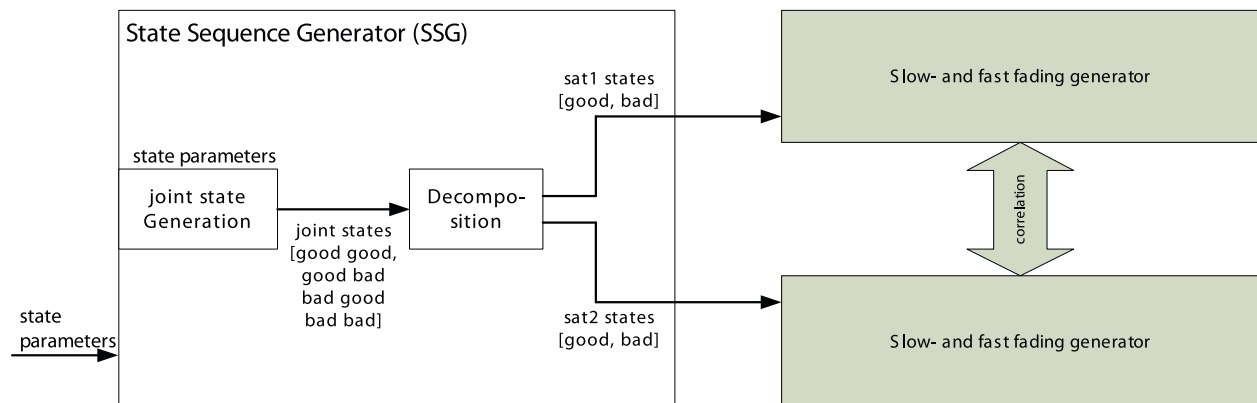 State Sequence Generator (SSG)
sat1 states
[good, bad]
Slow- and fast fading generator
state parameters
joint state
Generation
Decompo-
sition
joint states
[good good,
good bad
bad good
bad bad]
correlation
state
parameters
sat2 states
[good, bad]
Slow- and fast fading generator